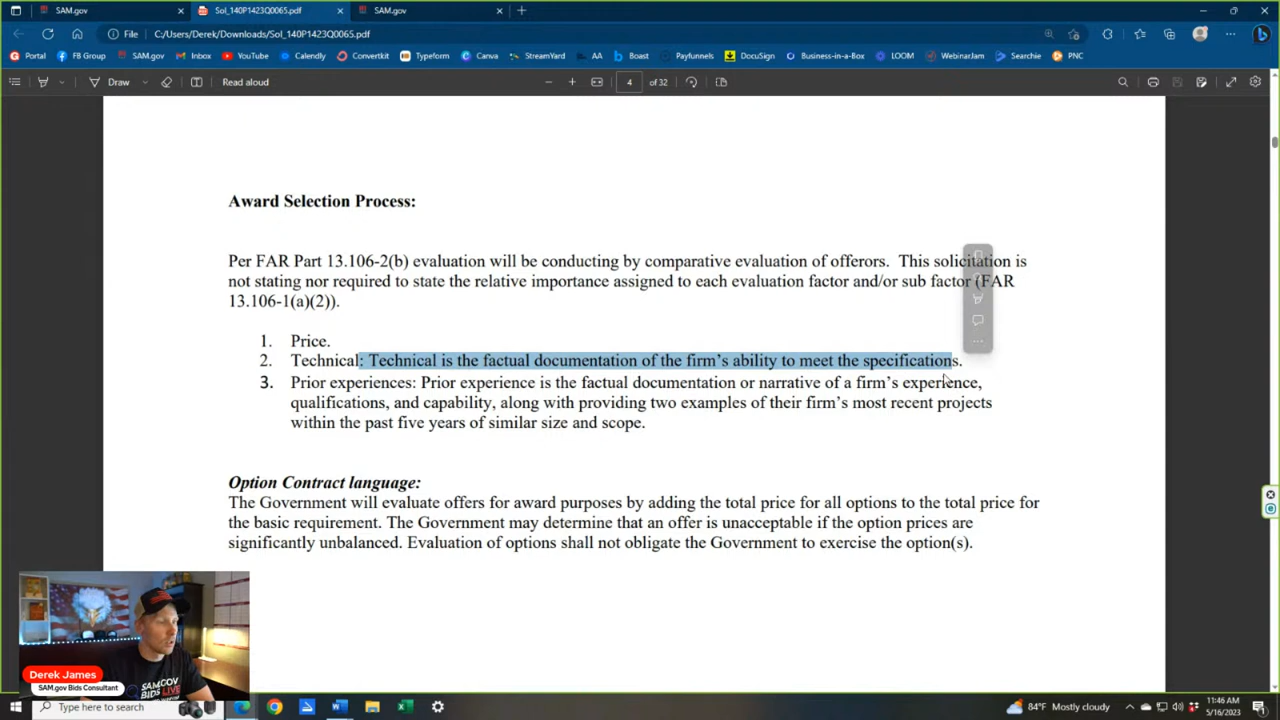 SAM.gov
Sol_140P1423Q0065.pdf
SAM.gov
File
C:/Users/Derek/Downloads/Sol_140P1423Q0065.pdf
Portal
FB Group
SAM.gov
Inbox
YouTube
Calendly
Convertkit
Typeform
Canva
StreamYard
AA
Boast
Payfunnels
DocuSign
Business-in-a-Box
LOOM
WebinarJam
Searchie
PNC
Draw
Read aloud
4
of 32
Award Selection Process:
Per FAR Part 13.106-2(b) evaluation will be conducting by comparative evaluation of offerors. This solicitation is
not stating nor required to state the relative importance assigned to each evaluation factor and/or sub factor (FAR
13.106-1(a)(2)).
1. Price.
2. Technical: Technical is the factual documentation of the firm's ability to meet the specifications.
3. Prior experiences: Prior experience is the factual documentation or narrative of a firm's experience,
qualifications, and capability, along with providing two examples of their firm's most recent projects
within the past five years of similar size and scope.
Option Contract language:
The Government will evaluate offers for award purposes by adding the total price for all options to the total price for
the basic requirement. The Government may determine that an offer is unacceptable if the option prices are
significantly unbalanced. Evaluation of options shall not obligate the Government to exercise the option(s).
Derek James
SAM.gov Bids Consultant
SAM.GOV
BIDS
LIVE
Type here to search
84°F Mostly cloudy
11:46 AM
5/16/2023
1